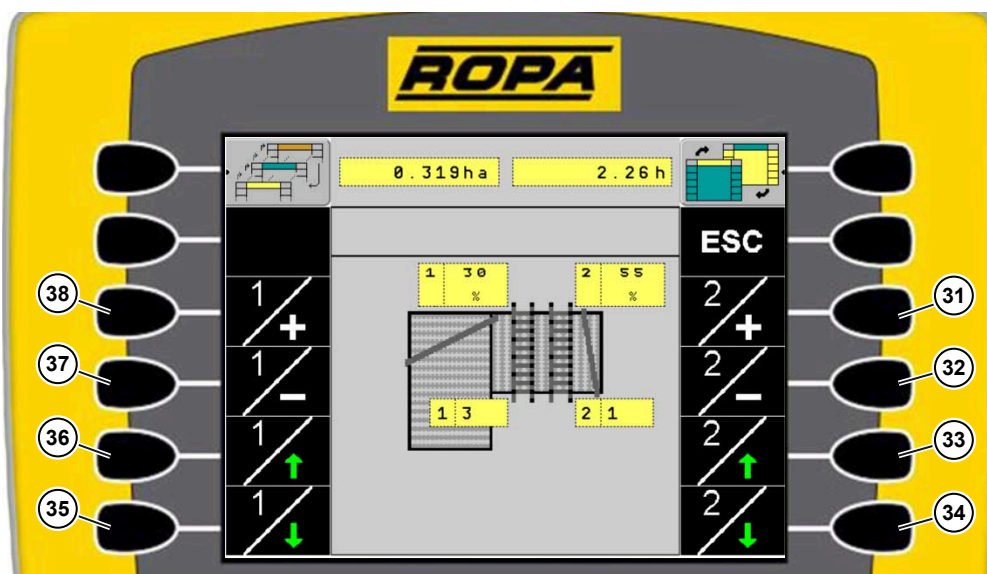 ROPA
0.319ha 2.26h
ESC
1 30 % 2 55 %
38 1/+ 2/+ 31
37 1/− 2/− 32
1 3 2 1
36 1/↑ 2/↑ 33
35 1/↓ 2/↓ 34